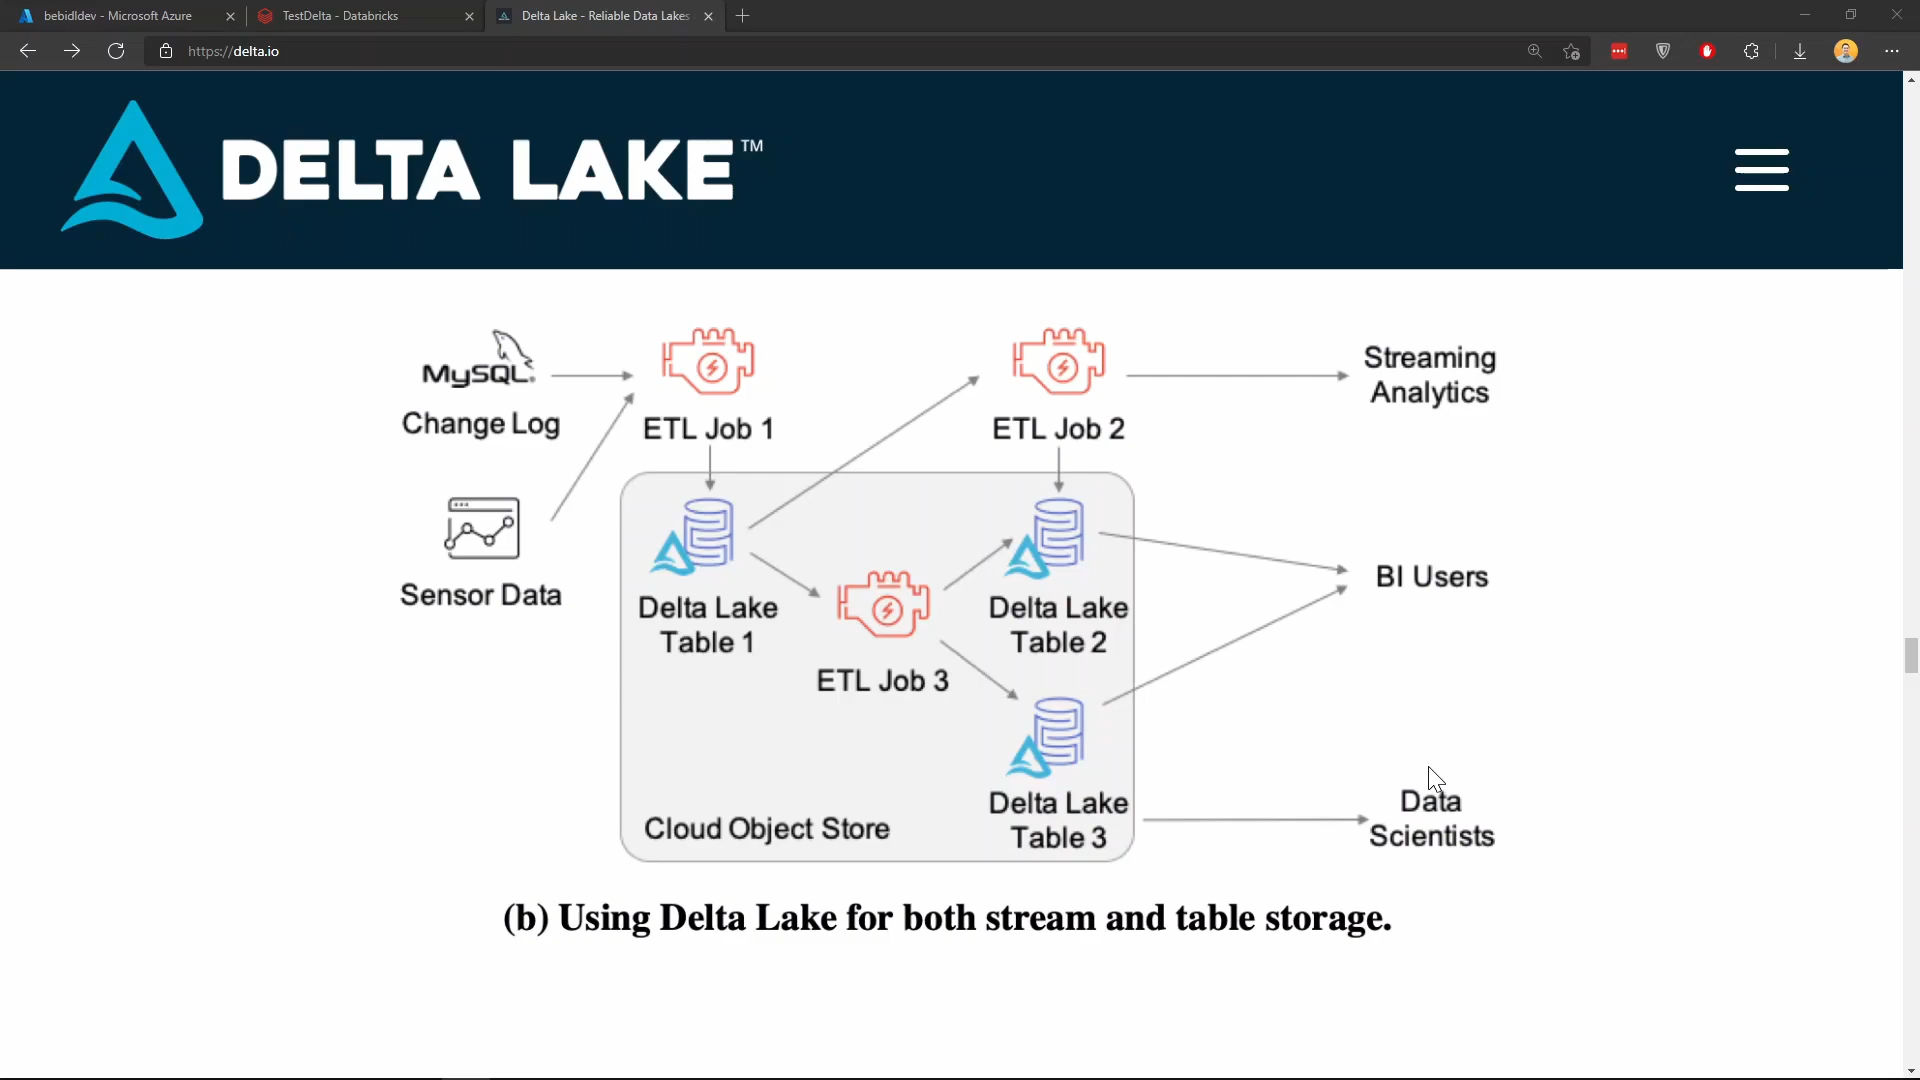 bebidldev - Microsoft Azure
TestDelta - Databricks
Delta Lake - Reliable Data Lakes
https://delta.io
DELTA LAKE™
MySQL
Change Log
ETL Job 1
ETL Job 2
Streaming
Analytics
Sensor Data
Delta Lake
Table 1
ETL Job 3
Delta Lake
Table 2
BI Users
Cloud Object Store
Delta Lake
Table 3
Data
Scientists
(b) Using Delta Lake for both stream and table storage.